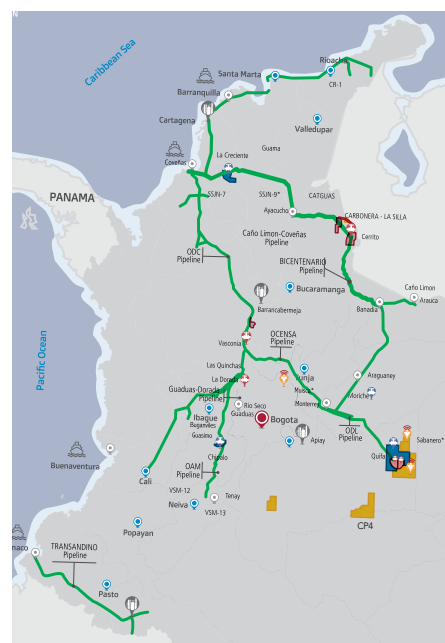 N
Caribbean Sea
Rioacha
Santa Marta
CR-1
Barranquilla
Valledupar
Cartagena
Guama
La Creciente
Coveñas
PANAMA
SSJN-7
SSJN-9*
CATGUAS
Ayacucho
CARBONERA - LA SILLA
Caño Limon-Coveñas
Pipeline
Cerrito
ODC
Pipeline
BICENTENARIO
Pipeline
Bucaramanga
Caño Limon
Arauca
Banadia
Barrancabermeja
Pacific Ocean
Vasconia
OCENSA
Pipeline
Las Quinchas
La Dorada
Tunja
Araguaney
Guaduas-Dorada
Pipeline
Moriche
Monterrey
Rio Seco
Guaduas
Ibague
Buganviles
Bogota
ODL
Pipeline
Guasimo
Apiay
Sabanero*
Buenaventura
Chipalo
Quifa
OAM
Pipeline
Cali
VSM-12
Tenay
Neiva
VSM-13
CP4
Popayan
maco
TRANSANDINO
Pipeline
Pasto